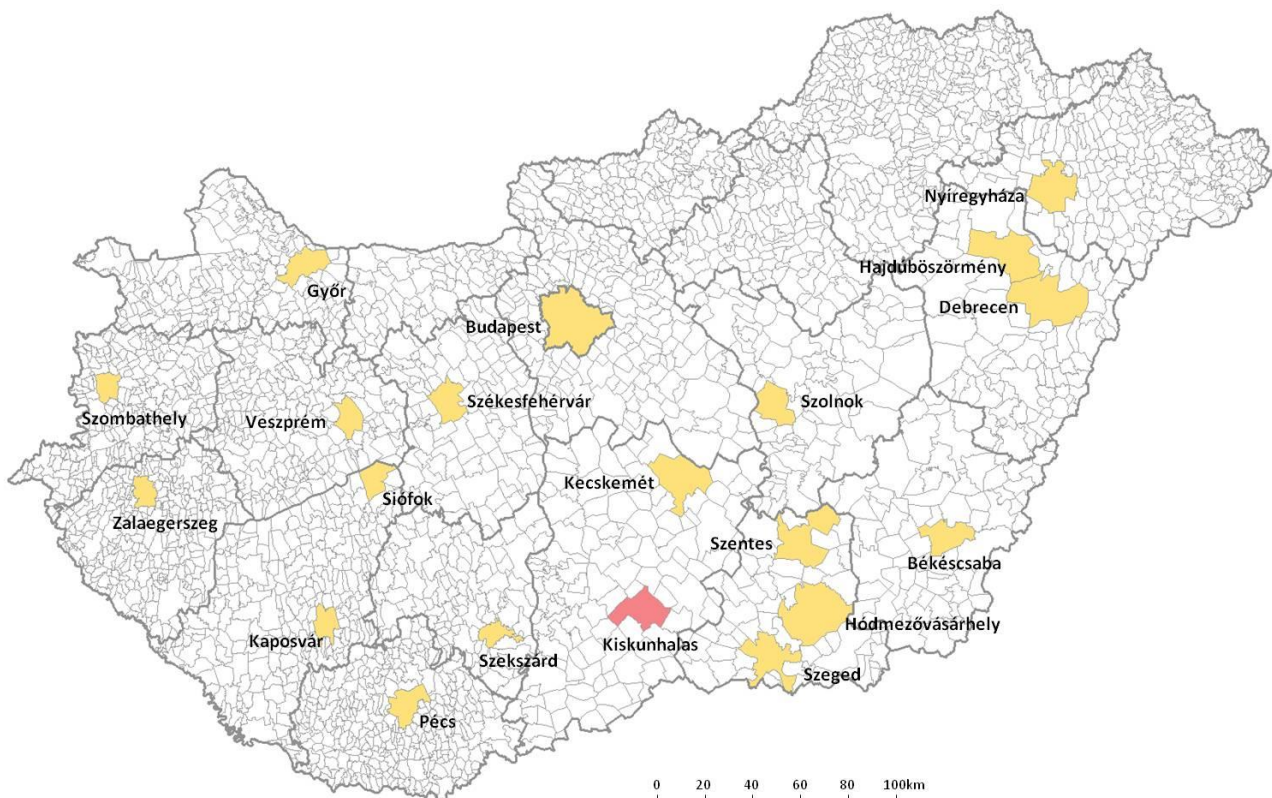 Nyíregyháza
Hajdúböszörmény
Győr
Debrecen
Budapest
Szombathely
Veszprém
Székesfehérvár
Szolnok
Siófok
Kecskemét
Zalaegerszeg
Szentes
Békéscsaba
Kaposvár
Szekszárd
Kiskunhalas
Hódmezővásárhely
Szeged
Pécs
0 20 40 60 80 100km